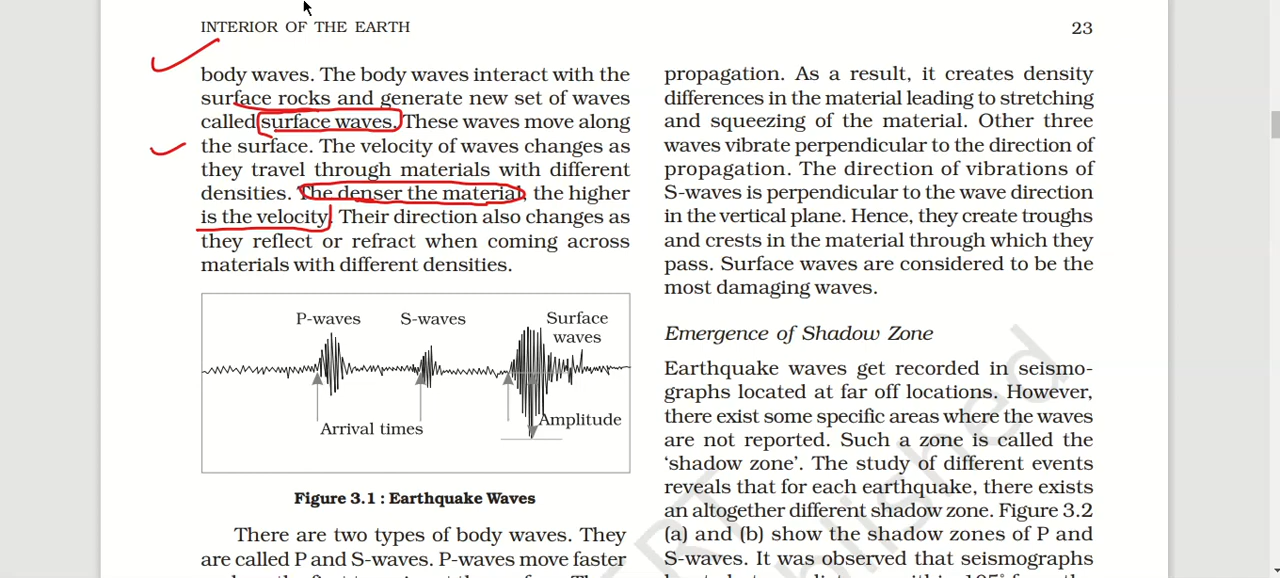 INTERIOR OF THE EARTH
23
body waves. The body waves interact with the
surface rocks and generate new set of waves
called surface waves. These waves move along
the surface. The velocity of waves changes as
they travel through materials with different
densities. The denser the material, the higher
is the velocity. Their direction also changes as
they reflect or refract when coming across
materials with different densities.
P-waves
S-waves
Surface
waves
Arrival times
Amplitude
Figure 3.1 : Earthquake Waves
There are two types of body waves. They
are called P and S-waves. P-waves move faster
propagation. As a result, it creates density
differences in the material leading to stretching
and squeezing of the material. Other three
waves vibrate perpendicular to the direction of
propagation. The direction of vibrations of
S-waves is perpendicular to the wave direction
in the vertical plane. Hence, they create troughs
and crests in the material through which they
pass. Surface waves are considered to be the
most damaging waves.
Emergence of Shadow Zone
Earthquake waves get recorded in seismo-
graphs located at far off locations. However,
there exist some specific areas where the waves
are not reported. Such a zone is called the
‘shadow zone’. The study of different events
reveals that for each earthquake, there exists
an altogether different shadow zone. Figure 3.2
(a) and (b) show the shadow zones of P and
S-waves. It was observed that seismographs